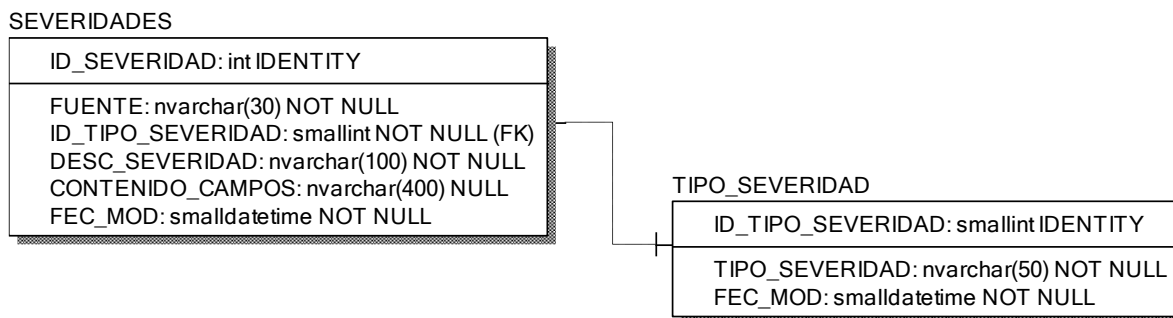 SEVERIDADES
ID_SEVERIDAD: int IDENTITY
FUENTE: nvarchar(30) NOT NULL
ID_TIPO_SEVERIDAD: smallint NOT NULL (FK)
DESC_SEVERIDAD: nvarchar(100) NOT NULL
CONTENIDO_CAMPOS: nvarchar(400) NULL
FEC_MOD: smalldatetime NOT NULL
TIPO_SEVERIDAD
ID_TIPO_SEVERIDAD: smallint IDENTITY
TIPO_SEVERIDAD: nvarchar(50) NOT NULL
FEC_MOD: smalldatetime NOT NULL